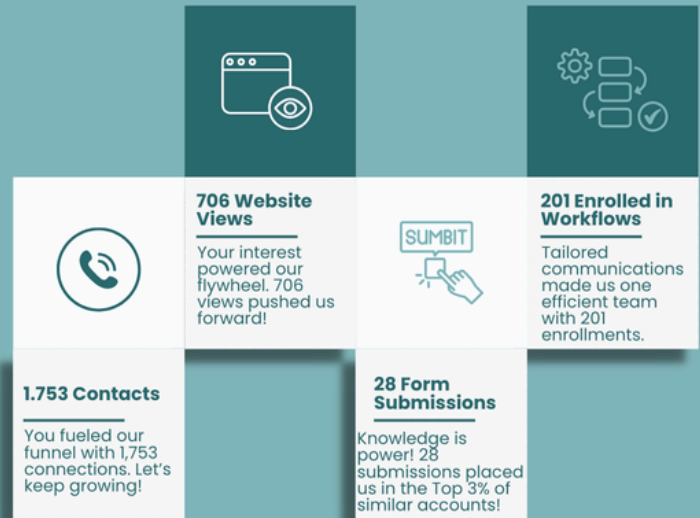 706 Website
Views
Your interest
powered our
flywheel. 706
views pushed us
forward!
SUMBIT
201 Enrolled in
Workflows
Tailored
communications
made us one
efficient team
with 201
enrollments.
1.753 Contacts
You fueled our
funnel with 1,753
connections. Let's
keep growing!
28 Form
Submissions
Knowledge is
power! 28
submissions placed
us in the Top 3% of
similar accounts!